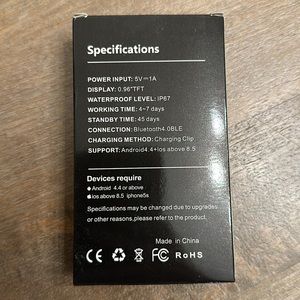 Specifications
POWER INPUT: 5V⎓1A
DISPLAY: 0.96"TFT
WATERPROOF LEVEL: IP67
WORKING TIME: 4-7 days
STANDBY TIME: 45 days
CONNECTION: Bluetooth4.0BLE
CHARGING METHOD: Charging Clip
SUPPORT: Android4.4+ios above 8.5
Devices require
● Android 4.4 or above
● ios above 8.5 iphone5s
Specifications may be changed due to upgrades
or other reasons,please refer to the product.
Made in China
CE FC RoHS